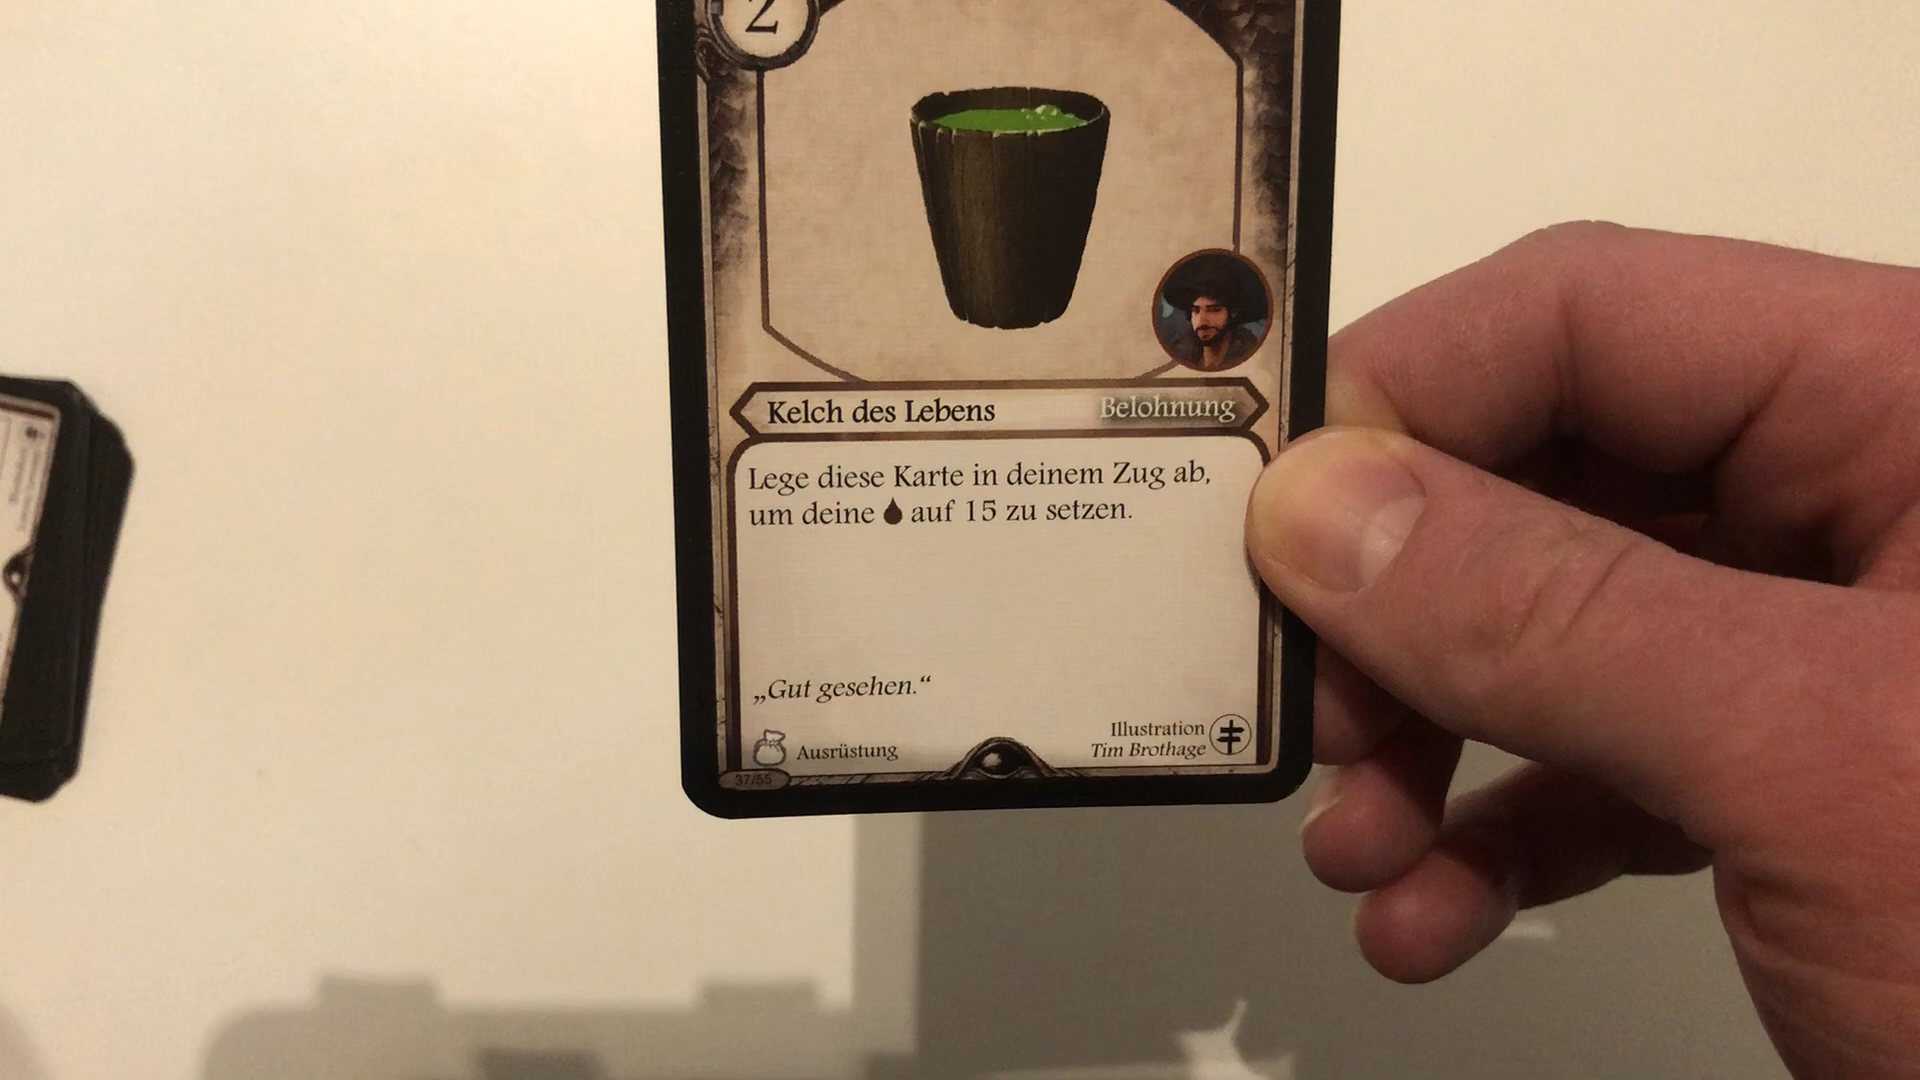 2
Kelch des Lebens
Belohnung
Lege diese Karte in deinem Zug ab,
um deine auf 15 zu setzen.
„Gut gesehen.“
Ausrüstung
Illustration
Tim Brothage
37/55